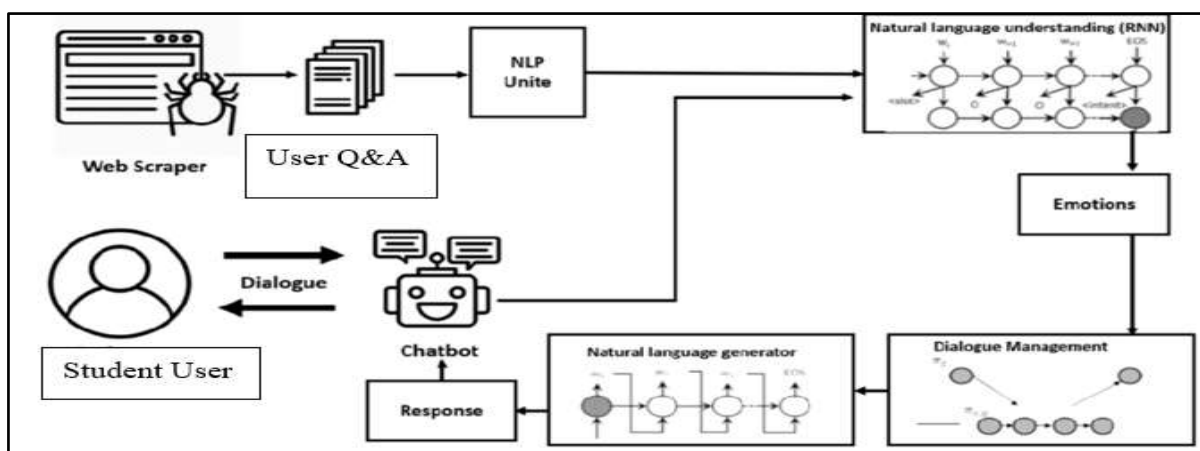 Natural language understanding (RNN)
EOS
NLP
Unite
<slot>
O
O
<intent>
User Q&A
Web Scraper
Emotions
Dialogue
Student User
Chatbot
Natural language generator
EOS
Dialogue Management
Response